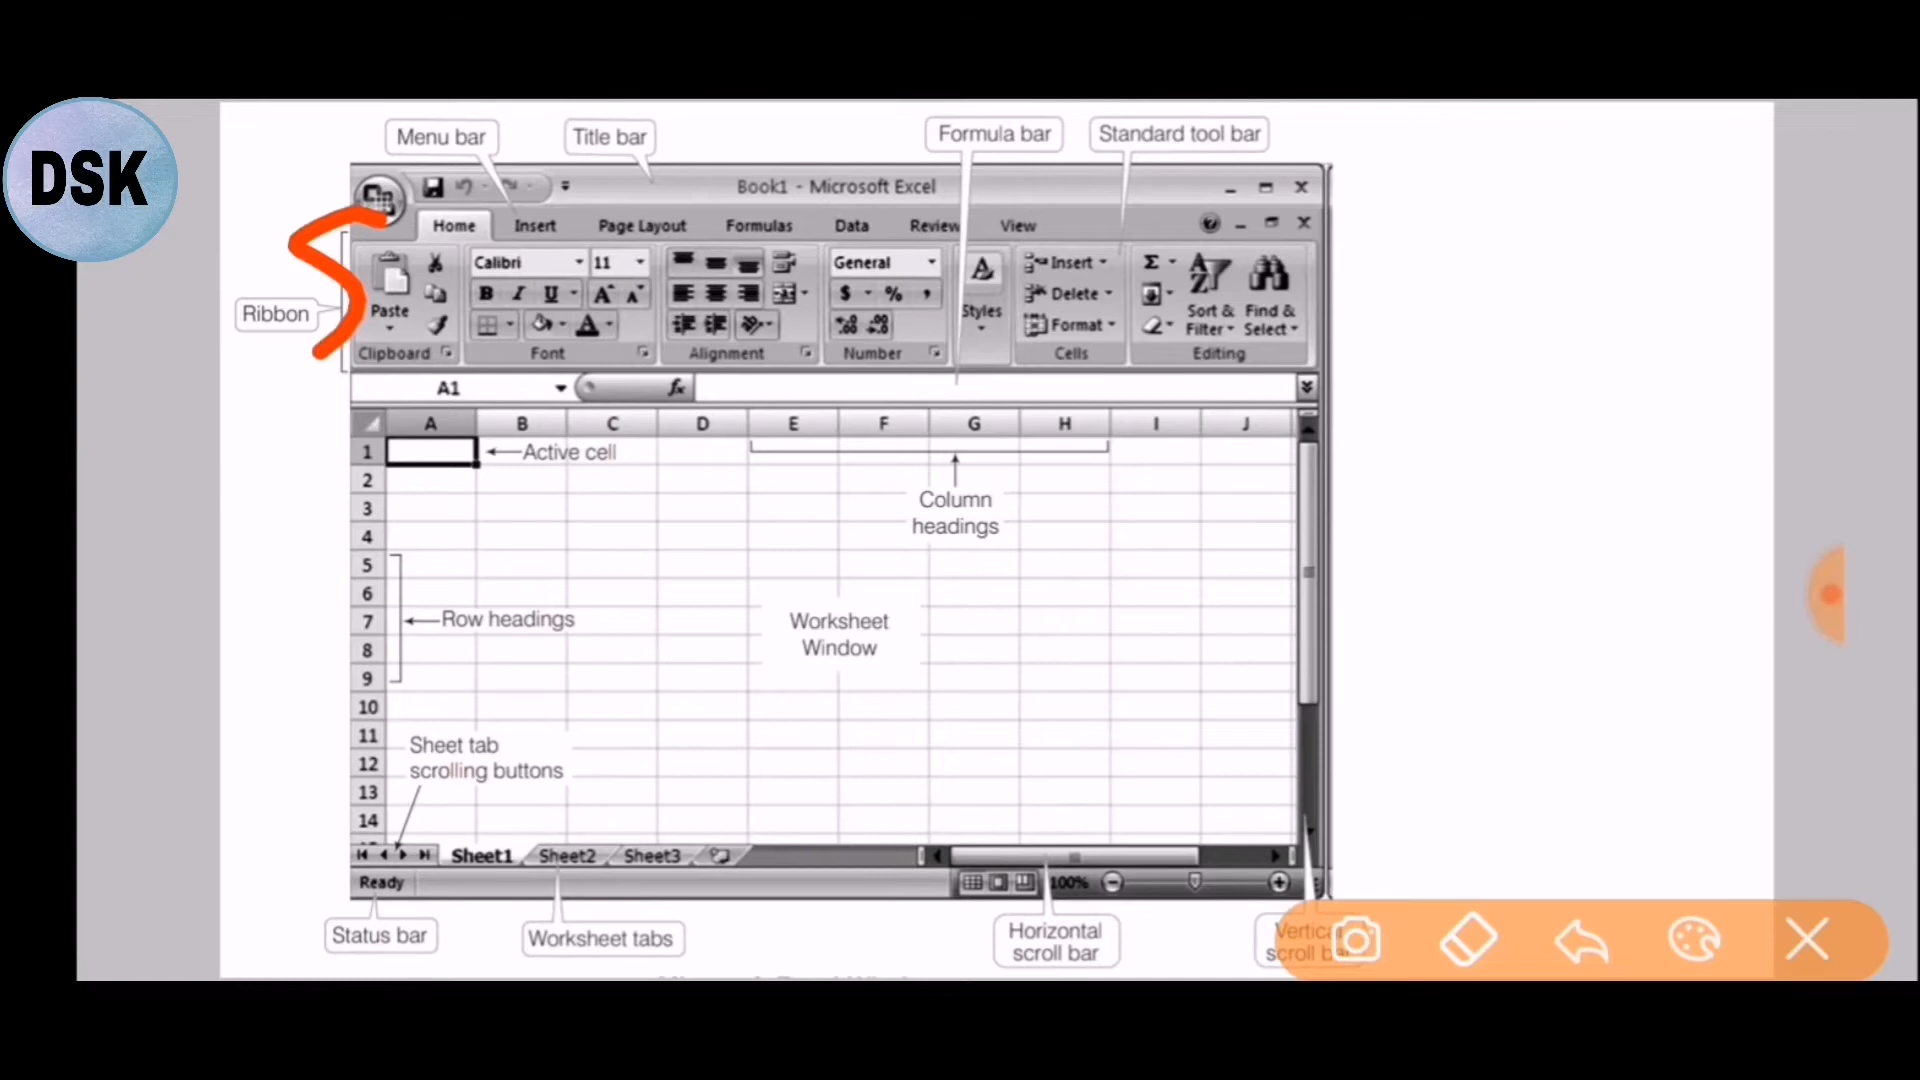 DSK
Menu bar
Title bar
Formula bar
Standard tool bar
Book1 - Microsoft Excel
Home Insert Page Layout Formulas Data Review View
Ribbon
Paste
Calibri 11
B I U A A
General
$ % ,
Styles
Insert
Delete
Format
Σ
Sort & Filter
Find & Select
Clipboard Font Alignment Number Cells Editing
A1 fx
A B C D E F G H I J
1
Active cell
2
3
Column
headings
4
5
6
7
Row headings
8
9
Worksheet
Window
10
11
Sheet tab
scrolling buttons
12
13
14
Sheet1 Sheet2 Sheet3
Ready 100%
Status bar
Worksheet tabs
Horizontal
scroll bar
Vertical
scroll